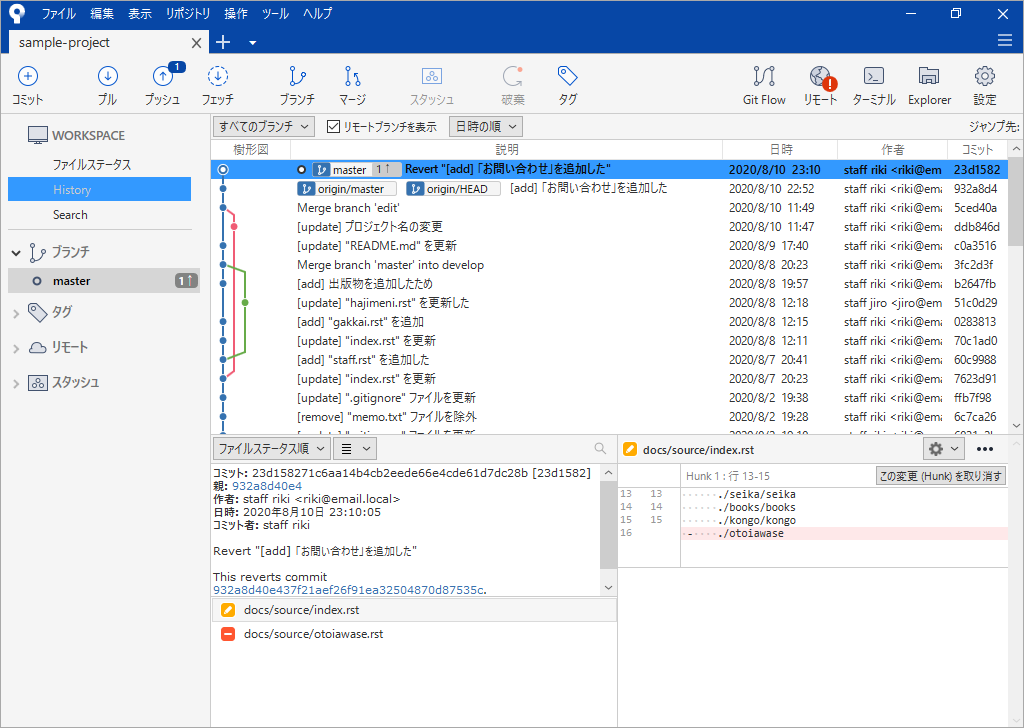 ファイル 編集 表示 リポジトリ 操作 ツール ヘルプ
sample-project
1
コミット プル プッシュ フェッチ ブランチ マージ スタッシュ 破棄 タグ Git Flow リモート ターミナル Explorer 設定
WORKSPACE
ファイルステータス
History
Search
ブランチ
master 1↑
タグ
リモート
スタッシュ
すべてのブランチ リモートブランチを表示 日時の順 ジャンプ先:
樹形図 説明 日時 作者 コミット
master 1↑ Revert "[add] 「お問い合わせ」を追加した" 2020/8/10 23:10 staff riki <riki@em 23d1582
origin/master origin/HEAD [add] 「お問い合わせ」を追加した 2020/8/10 22:52 staff riki <riki@ema 932a8d4
Merge branch 'edit' 2020/8/10 11:49 staff riki <riki@ema 5ced40a
[update] プロジェクト名の変更 2020/8/10 11:47 staff riki <riki@ema ddb846d
[update] "README.md" を更新 2020/8/9 17:40 staff riki <riki@ema c0a3516
Merge branch 'master' into develop 2020/8/8 20:23 staff riki <riki@ema 3fc2d3f
[add] 出版物を追加したため 2020/8/8 19:57 staff riki <riki@ema b2647fb
[update] "hajimeni.rst" を更新した 2020/8/8 12:18 staff jiro <jiro@em 51c0d29
[add] "gakkai.rst" を追加 2020/8/8 12:15 staff riki <riki@ema 0283813
[update] "index.rst" を更新 2020/8/8 12:11 staff riki <riki@ema 70c1ad0
[add] "staff.rst" を追加した 2020/8/7 20:41 staff riki <riki@ema 60c9988
[update] "index.rst" を更新 2020/8/7 20:23 staff riki <riki@ema 7623d91
[update] ".gitignore" ファイルを更新 2020/8/2 19:38 staff riki <riki@ema ffb7f98
[remove] "memo.txt" ファイルを除外 2020/8/2 19:28 staff riki <riki@ema 6c7ca26
ファイルステータス順
コミット: 23d158271c6aa14b4cb2eede66e4cde61d7dc28b [23d1582]
親: 932a8d40e4
作者: staff riki <riki@email.local>
日時: 2020年8月10日 23:10:05
コミット者: staff riki
Revert "[add] 「お問い合わせ」を追加した"
This reverts commit
932a8d40e437f21aef26f91ea32504870d87535c.
docs/source/index.rst
docs/source/otoiawase.rst
docs/source/index.rst
Hunk 1 : 行 13-15 この変更 (Hunk) を取り消す
13 13 ······./seika/seika
14 14 ······./books/books
15 15 ······./kongo/kongo
16 - ····./otoiawase